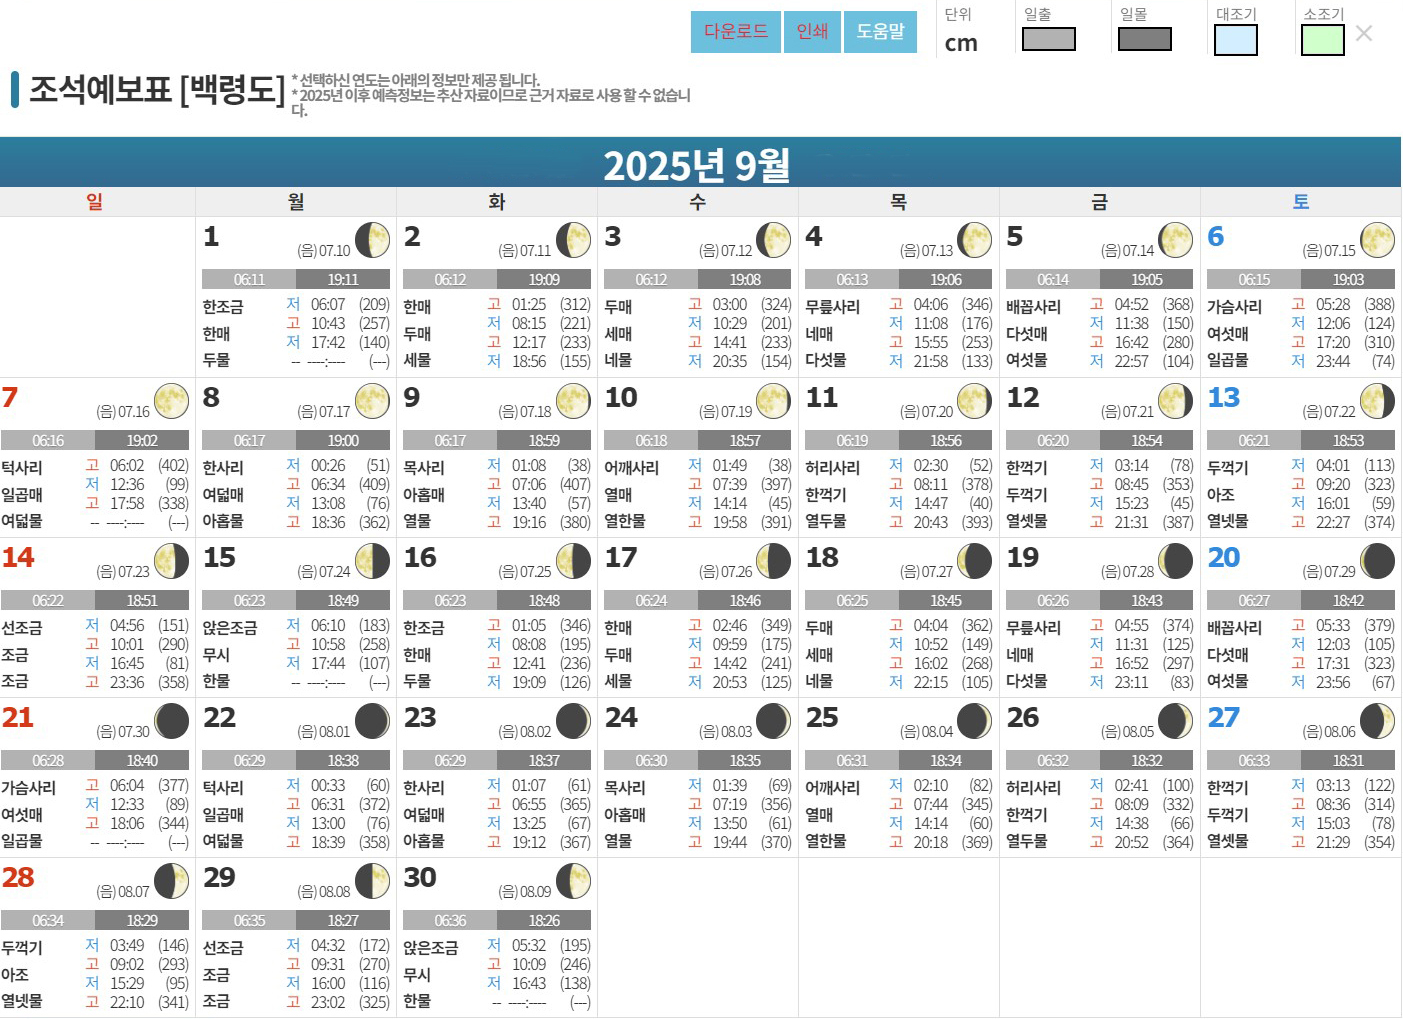 다운로드 인쇄 도움말 단위 일출 일몰 대조기 소조기
cm
조석예보표 [백령도]
* 선택하신 연도는 아래의 정보만 제공 됩니다.
* 2025년 이후 예측정보는 추산 자료이므로 근거 자료로 사용 할 수 없습니
다.
2025년 9월
일 월 화 수 목 금 토
1 (음) 07.10
06:11 19:11
한조금 저 06:07 (209)
고 10:43 (257)
한매 저 17:42 (140)
두물 -- ----:---- (---)
2 (음) 07.11
06:12 19:09
한매 고 01:25 (312)
저 08:15 (221)
두매 고 12:17 (233)
세물 저 18:56 (155)
3 (음) 07.12
06:12 19:08
두매 고 03:00 (324)
저 10:29 (201)
세매 고 14:41 (233)
네물 저 20:35 (154)
4 (음) 07.13
06:13 19:06
무릎사리 고 04:06 (346)
저 11:08 (176)
네매 고 15:55 (253)
다섯물 저 21:58 (133)
5 (음) 07.14
06:14 19:05
배꼽사리 고 04:52 (368)
저 11:38 (150)
다섯매 고 16:42 (280)
여섯물 저 22:57 (104)
6 (음) 07.15
06:15 19:03
가슴사리 고 05:28 (388)
저 12:06 (124)
여섯매 고 17:20 (310)
일곱물 저 23:44 (74)
7 (음) 07.16
06:16 19:02
턱사리 고 06:02 (402)
저 12:36 (99)
일곱매 고 17:58 (338)
여덟물 -- ----:---- (---)
8 (음) 07.17
06:17 19:00
한사리 저 00:26 (51)
고 06:34 (409)
여덟매 저 13:08 (76)
아홉물 고 18:36 (362)
9 (음) 07.18
06:17 18:59
목사리 저 01:08 (38)
고 07:06 (407)
아홉매 저 13:40 (57)
열물 고 19:16 (380)
10 (음) 07.19
06:18 18:57
어깨사리 저 01:49 (38)
고 07:39 (397)
열매 저 14:14 (45)
열한물 고 19:58 (391)
11 (음) 07.20
06:19 18:56
허리사리 저 02:30 (52)
고 08:11 (378)
한꺽기 저 14:47 (40)
열두물 고 20:43 (393)
12 (음) 07.21
06:20 18:54
한꺽기 저 03:14 (78)
고 08:45 (353)
두꺽기 저 15:23 (45)
열셋물 고 21:31 (387)
13 (음) 07.22
06:21 18:53
두꺽기 저 04:01 (113)
고 09:20 (323)
아조 저 16:01 (59)
열넷물 고 22:27 (374)
14 (음) 07.23
06:22 18:51
선조금 저 04:56 (151)
고 10:01 (290)
조금 저 16:45 (81)
조금 고 23:36 (358)
15 (음) 07.24
06:23 18:49
앉은조금 저 06:10 (183)
고 10:58 (258)
무시 저 17:44 (107)
한물 -- ----:---- (---)
16 (음) 07.25
06:23 18:48
한조금 고 01:05 (346)
저 08:08 (195)
한매 고 12:41 (236)
두물 저 19:09 (126)
17 (음) 07.26
06:24 18:46
한매 고 02:46 (349)
저 09:59 (175)
두매 고 14:42 (241)
세물 저 20:53 (125)
18 (음) 07.27
06:25 18:45
두매 고 04:04 (362)
저 10:52 (149)
세매 고 16:02 (268)
네물 저 22:15 (105)
19 (음) 07.28
06:26 18:43
무릎사리 고 04:55 (374)
저 11:31 (125)
네매 고 16:52 (297)
다섯물 저 23:11 (83)
20 (음) 07.29
06:27 18:42
배꼽사리 고 05:33 (379)
저 12:03 (105)
다섯매 고 17:31 (323)
여섯물 저 23:56 (67)
21 (음) 07.30
06:28 18:40
가슴사리 고 06:04 (377)
저 12:33 (89)
여섯매 고 18:06 (344)
일곱물 -- ----:---- (---)
22 (음) 08.01
06:29 18:38
턱사리 저 00:33 (60)
고 06:31 (372)
일곱매 저 13:00 (76)
여덟물 고 18:39 (358)
23 (음) 08.02
06:29 18:37
한사리 저 01:07 (61)
고 06:55 (365)
여덟매 저 13:25 (67)
아홉물 고 19:12 (367)
24 (음) 08.03
06:30 18:35
목사리 저 01:39 (69)
고 07:19 (356)
아홉매 저 13:50 (61)
열물 고 19:44 (370)
25 (음) 08.04
06:31 18:34
어깨사리 저 02:10 (82)
고 07:44 (345)
열매 저 14:14 (60)
열한물 고 20:18 (369)
26 (음) 08.05
06:32 18:32
허리사리 저 02:41 (100)
고 08:09 (332)
한꺽기 저 14:38 (66)
열두물 고 20:52 (364)
27 (음) 08.06
06:33 18:31
한꺽기 저 03:13 (122)
고 08:36 (314)
두꺽기 저 15:03 (78)
열셋물 고 21:29 (354)
28 (음) 08.07
06:34 18:29
두꺽기 저 03:49 (146)
고 09:02 (293)
아조 저 15:29 (95)
열넷물 고 22:10 (341)
29 (음) 08.08
06:35 18:27
선조금 저 04:32 (172)
고 09:31 (270)
조금 저 16:00 (116)
조금 고 23:02 (325)
30 (음) 08.09
06:36 18:26
앉은조금 저 05:32 (195)
고 10:09 (246)
무시 저 16:43 (138)
한물 -- ----:---- (---)